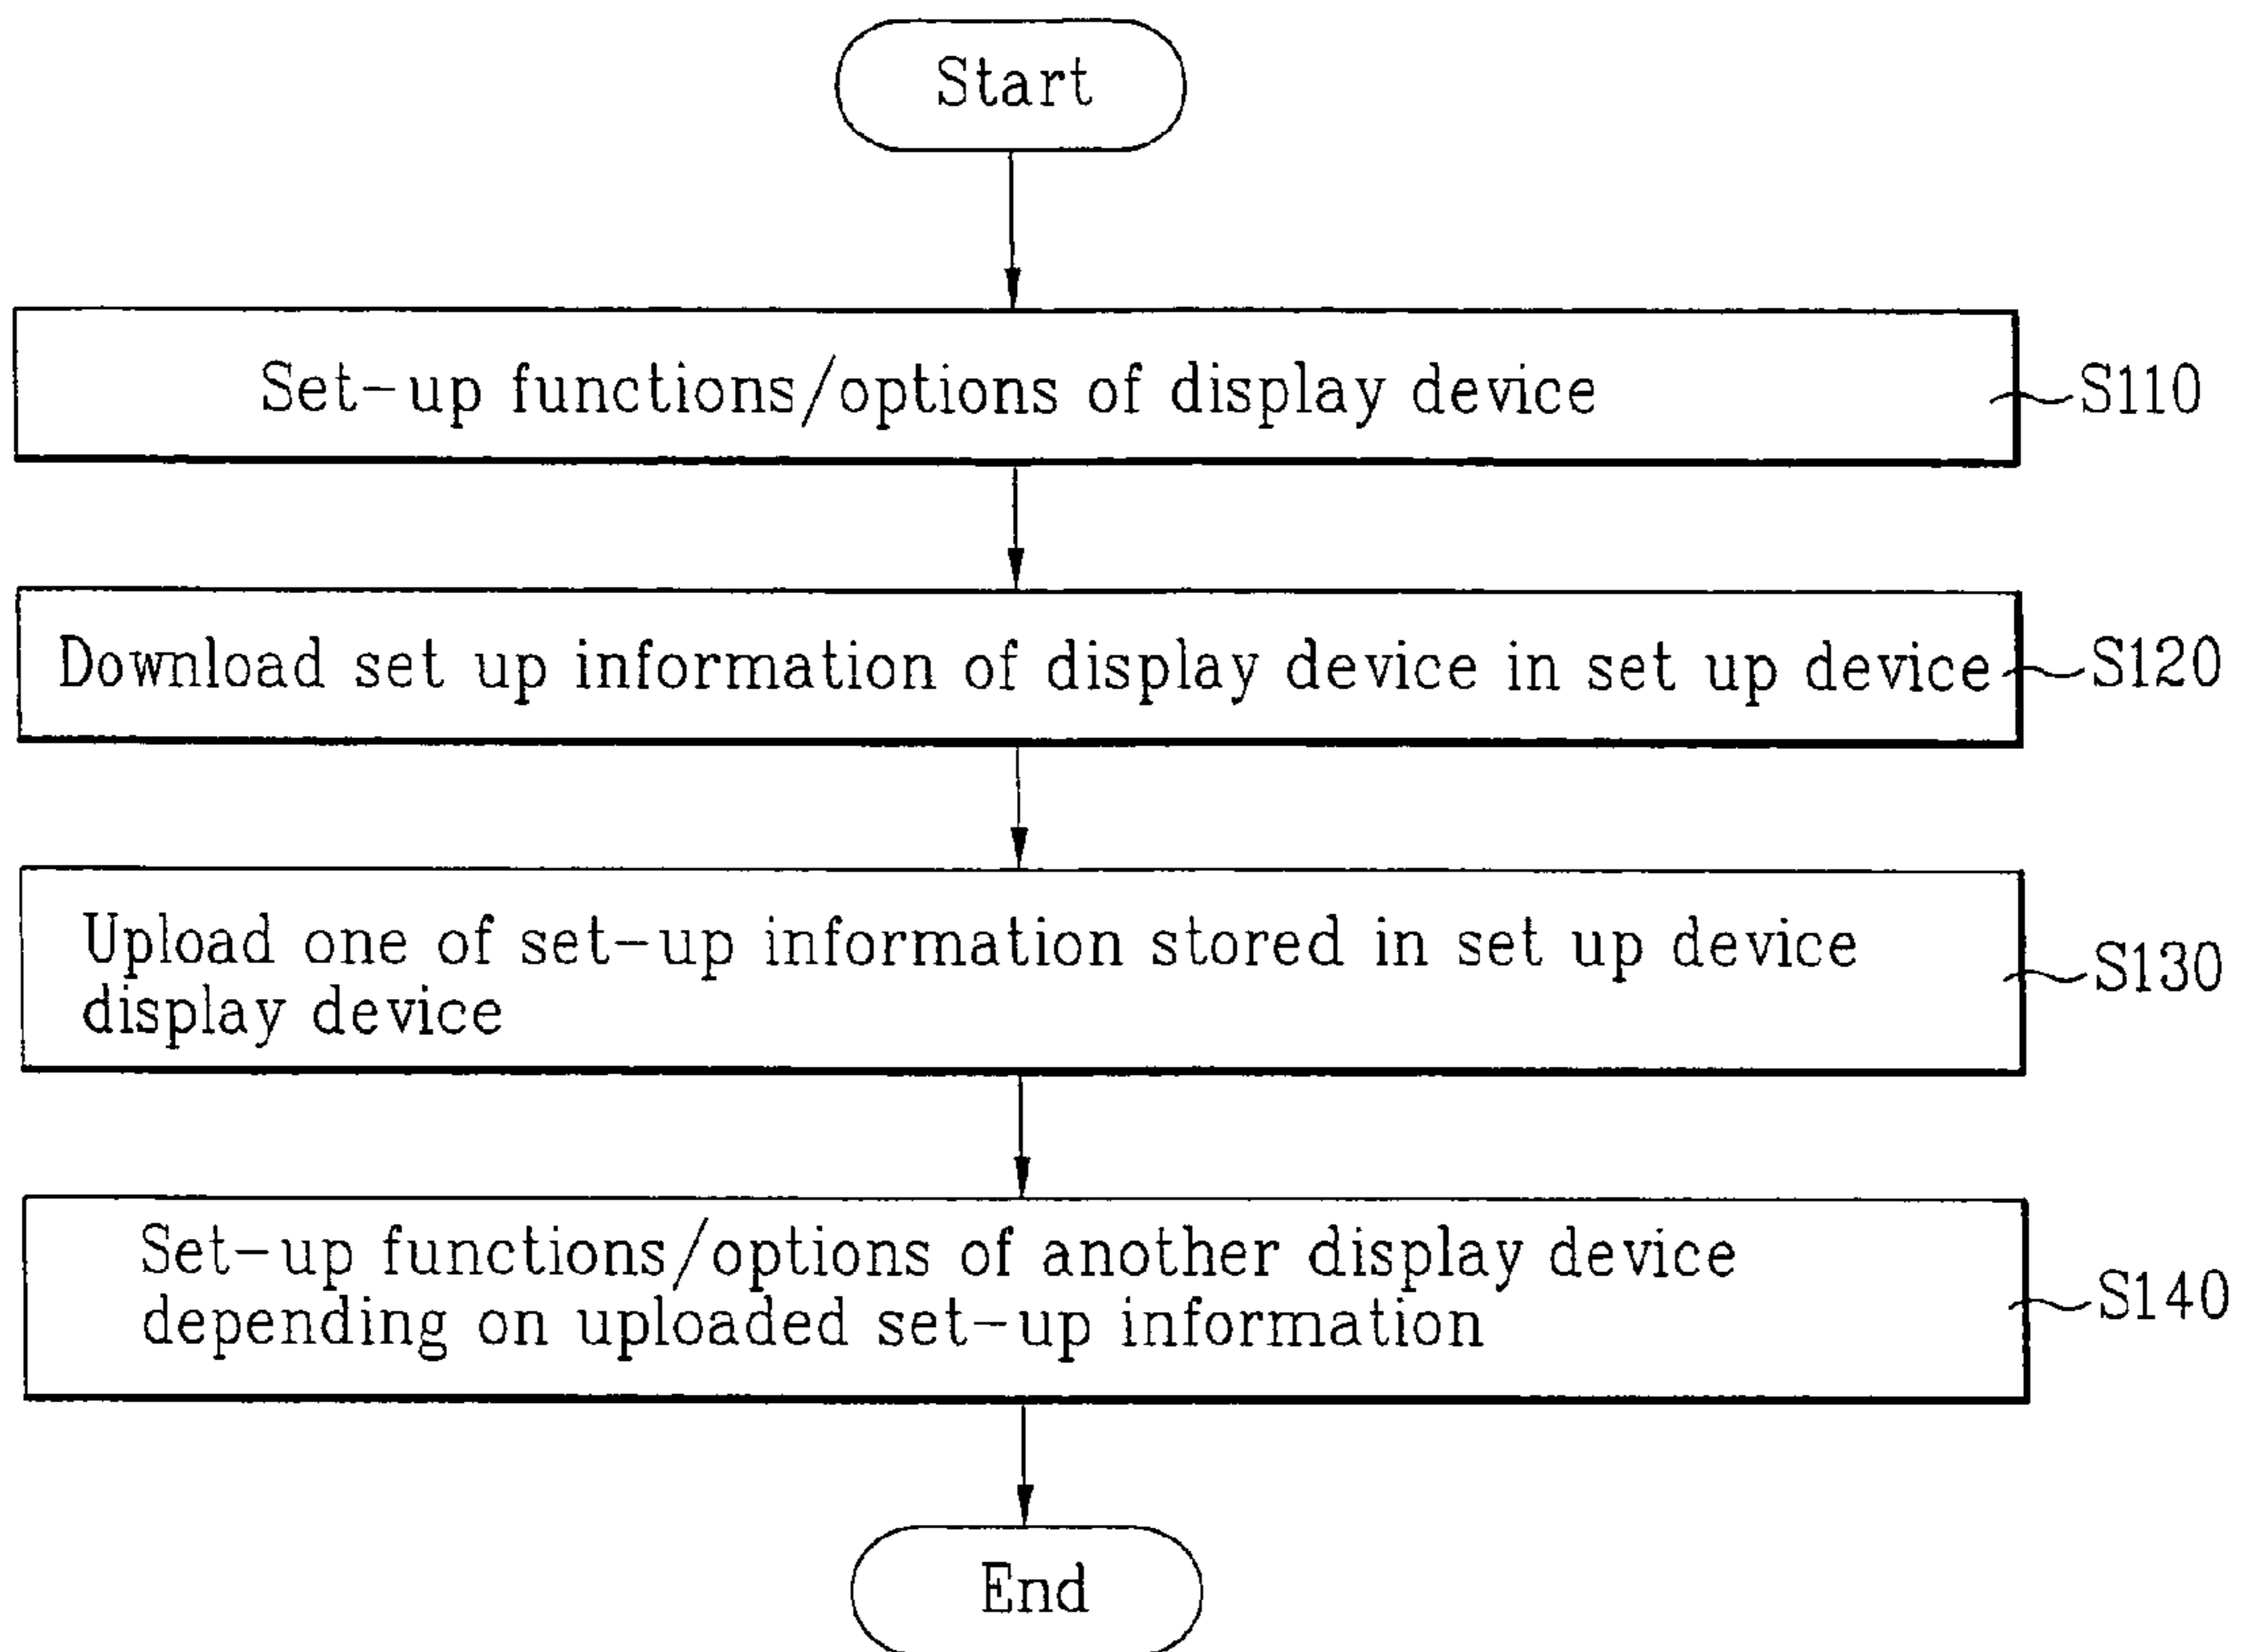 Start
Set-up functions/options of display device
S110
Download set up information of display device in set up device
S120
Upload one of set-up information stored in set up device
display device
S130
Set-up functions/options of another display device
depending on uploaded set-up information
S140
End